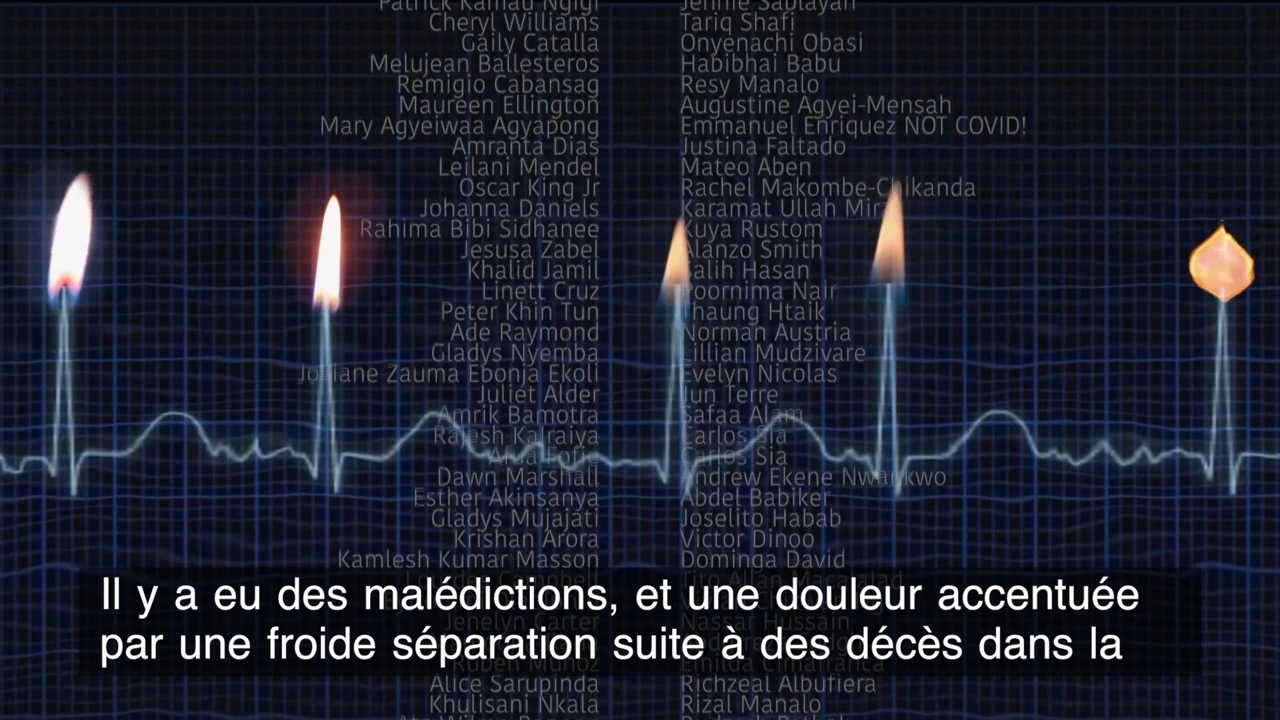 Patrick Kamau Ngigi
Cheryl Williams
Gaily Catalla
Melujean Ballesteros
Remigio Cabansag
Maureen Ellington
Mary Agyeiwaa Agyapong
Amranta Dias
Leilani Mendel
Oscar King Jr
Johanna Daniels
Rahima Bibi Sidhanee
Jesusa Zabel
Khalid Jamil
Linett Cruz
Peter Khin Tun
Ade Raymond
Gladys Nyemba
Josiane Zauma Ebonja Ekoli
Juliet Alder
Amrik Bamotra
Rajesh Kalraiya
Afua Fofie
Dawn Marshall
Esther Akinsanya
Gladys Mujajati
Krishan Arora
Kamlesh Kumar Masson
Jenelyn Carter
Ruben Munoz
Alice Sarupinda
Khulisani Nkala
Jennie Sablayan
Tariq Shafi
Onyenachi Obasi
Habibhai Babu
Resy Manalo
Augustine Agyei-Mensah
Emmanuel Enriquez NOT COVID!
Justina Faltado
Mateo Aben
Rachel Makombe-Chikanda
Karamat Ullah Mirza
Kuya Rustom
Alanzo Smith
Salih Hasan
Poornima Nair
Thaung Htaik
Norman Austria
Lillian Mudzivare
Evelyn Nicolas
Jun Terre
Safaa Alam
Carlos Sia
Carlos Sia
Andrew Ekene Nwankwo
Abdel Babiker
Joselito Habab
Victor Dinoo
Dominga David
Nassar Hussain
Emilda Cimafranca
Richzeal Albufiera
Rizal Manalo
Il y a eu des malédictions, et une douleur accentuée
par une froide séparation suite à des décès dans la